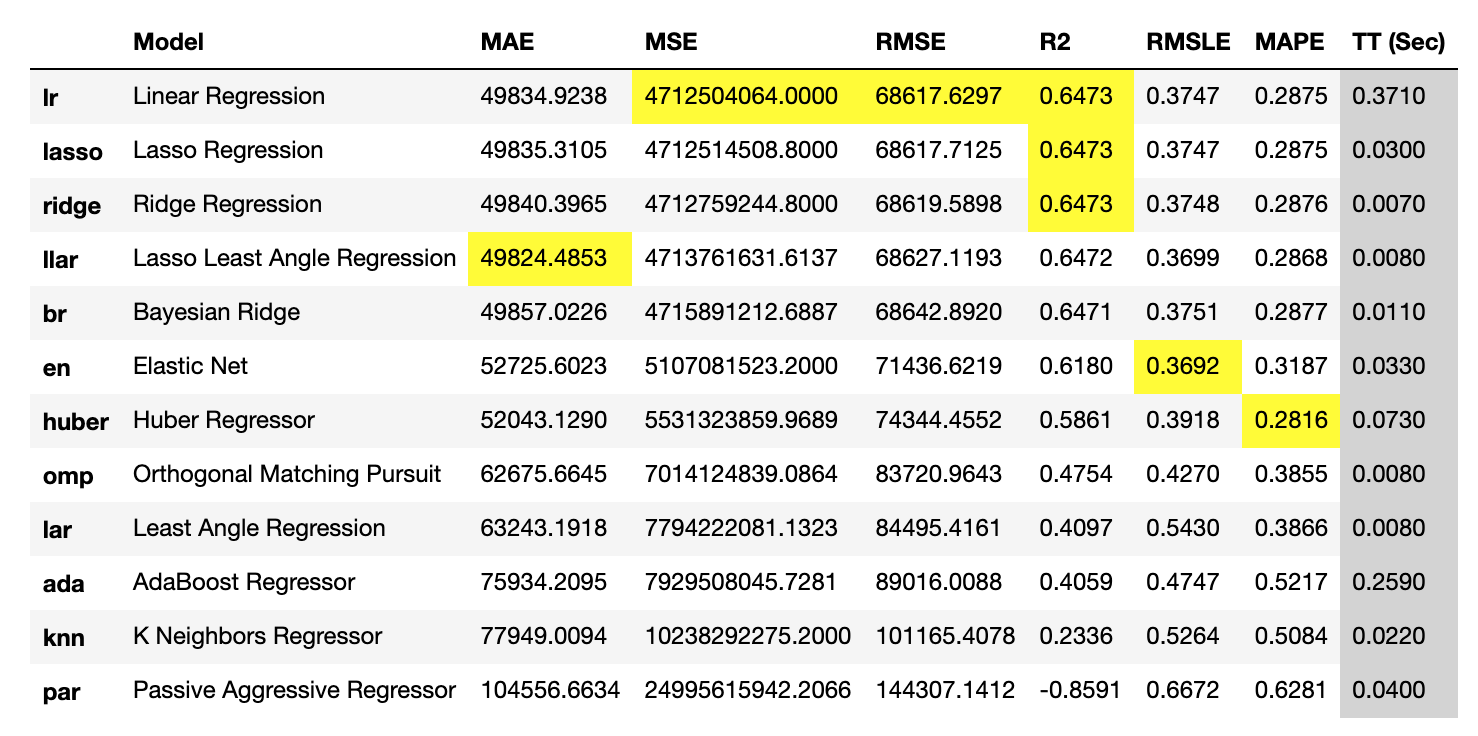 Model MAE MSE RMSE R2 RMSLE MAPE TT (Sec)
lr Linear Regression 49834.9238 4712504064.0000 68617.6297 0.6473 0.3747 0.2875 0.3710
lasso Lasso Regression 49835.3105 4712514508.8000 68617.7125 0.6473 0.3747 0.2875 0.0300
ridge Ridge Regression 49840.3965 4712759244.8000 68619.5898 0.6473 0.3748 0.2876 0.0070
llar Lasso Least Angle Regression 49824.4853 4713761631.6137 68627.1193 0.6472 0.3699 0.2868 0.0080
br Bayesian Ridge 49857.0226 4715891212.6887 68642.8920 0.6471 0.3751 0.2877 0.0110
en Elastic Net 52725.6023 5107081523.2000 71436.6219 0.6180 0.3692 0.3187 0.0330
huber Huber Regressor 52043.1290 5531323859.9689 74344.4552 0.5861 0.3918 0.2816 0.0730
omp Orthogonal Matching Pursuit 62675.6645 7014124839.0864 83720.9643 0.4754 0.4270 0.3855 0.0080
lar Least Angle Regression 63243.1918 7794222081.1323 84495.4161 0.4097 0.5430 0.3866 0.0080
ada AdaBoost Regressor 75934.2095 7929508045.7281 89016.0088 0.4059 0.4747 0.5217 0.2590
knn K Neighbors Regressor 77949.0094 10238292275.2000 101165.4078 0.2336 0.5264 0.5084 0.0220
par Passive Aggressive Regressor 104556.6634 24995615942.2066 144307.1412 -0.8591 0.6672 0.6281 0.0400